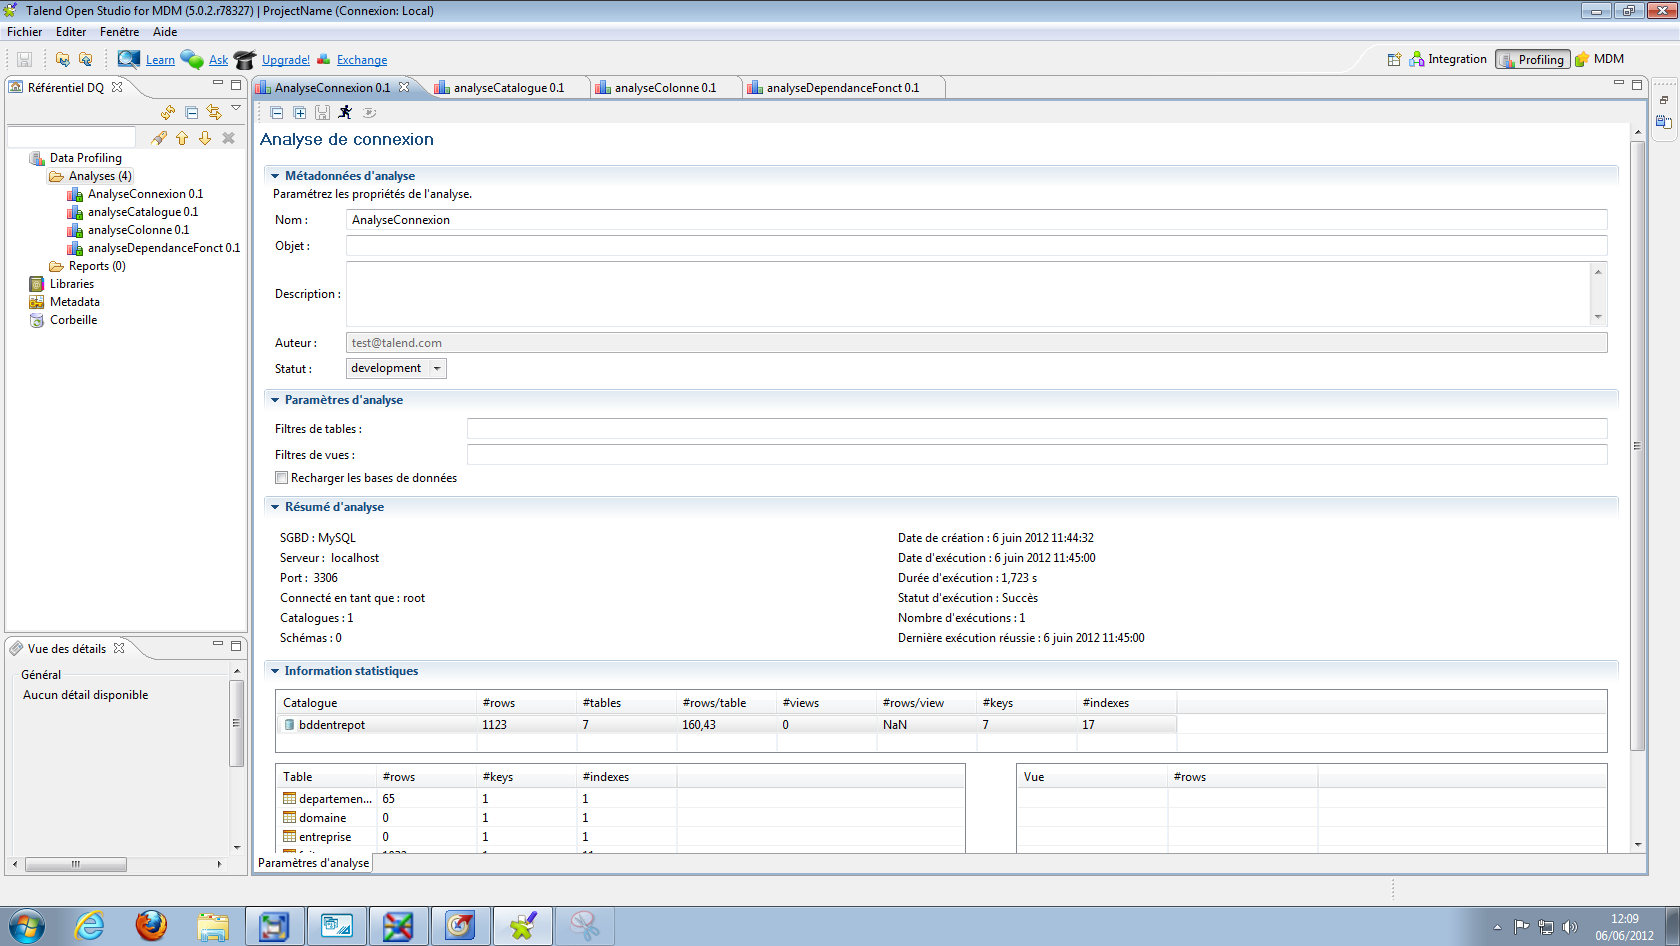 Talend Open Studio for MDM (5.0.2.r78327) | ProjectName (Connexion: Local)
Fichier Editer Fenêtre Aide
Learn Ask Upgrade! Exchange
Integration Profiling MDM
Référentiel DQ
AnalyseConnexion 0.1 analyseCatalogue 0.1 analyseColonne 0.1 analyseDependanceFonct 0.1
Data Profiling
Analyses (4)
AnalyseConnexion 0.1
analyseCatalogue 0.1
analyseColonne 0.1
analyseDependanceFonct 0.1
Reports (0)
Libraries
Metadata
Corbeille
Vue des détails
Général
Aucun détail disponible
Analyse de connexion
Métadonnées d'analyse
Paramétrez les propriétés de l'analyse.
Nom : AnalyseConnexion
Objet :
Description :
Auteur : test@talend.com
Statut : development
Paramètres d'analyse
Filtres de tables :
Filtres de vues :
Recharger les bases de données
Résumé d'analyse
SGBD : MySQL
Serveur : localhost
Port : 3306
Connecté en tant que : root
Catalogues : 1
Schémas : 0
Date de création : 6 juin 2012 11:44:32
Date d'exécution : 6 juin 2012 11:45:00
Durée d'exécution : 1,723 s
Statut d'exécution : Succès
Nombre d'exécutions : 1
Dernière exécution réussie : 6 juin 2012 11:45:00
Information statistiques
Catalogue #rows #tables #rows/table #views #rows/view #keys #indexes
bddentrepot 1123 7 160,43 0 NaN 7 17
Table #rows #keys #indexes
departemen... 65 1 1
domaine 0 1 1
entreprise 0 1 1
Vue #rows
Paramètres d'analyse
12:09
06/06/2012